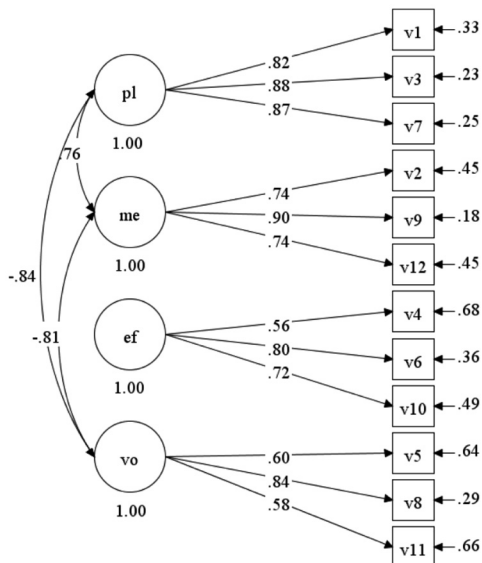 v1 .33
.82
v3 .23
.88
pl
.87
v7 .25
1.00
.76
v2 .45
.74
me
.90
v9 .18
.74
v12 .45
1.00
-.84
.56
v4 .68
-.81
ef
.80
v6 .36
.72
v10 .49
1.00
v5 .64
.60
vo
.84
v8 .29
.58
1.00
v11 .66